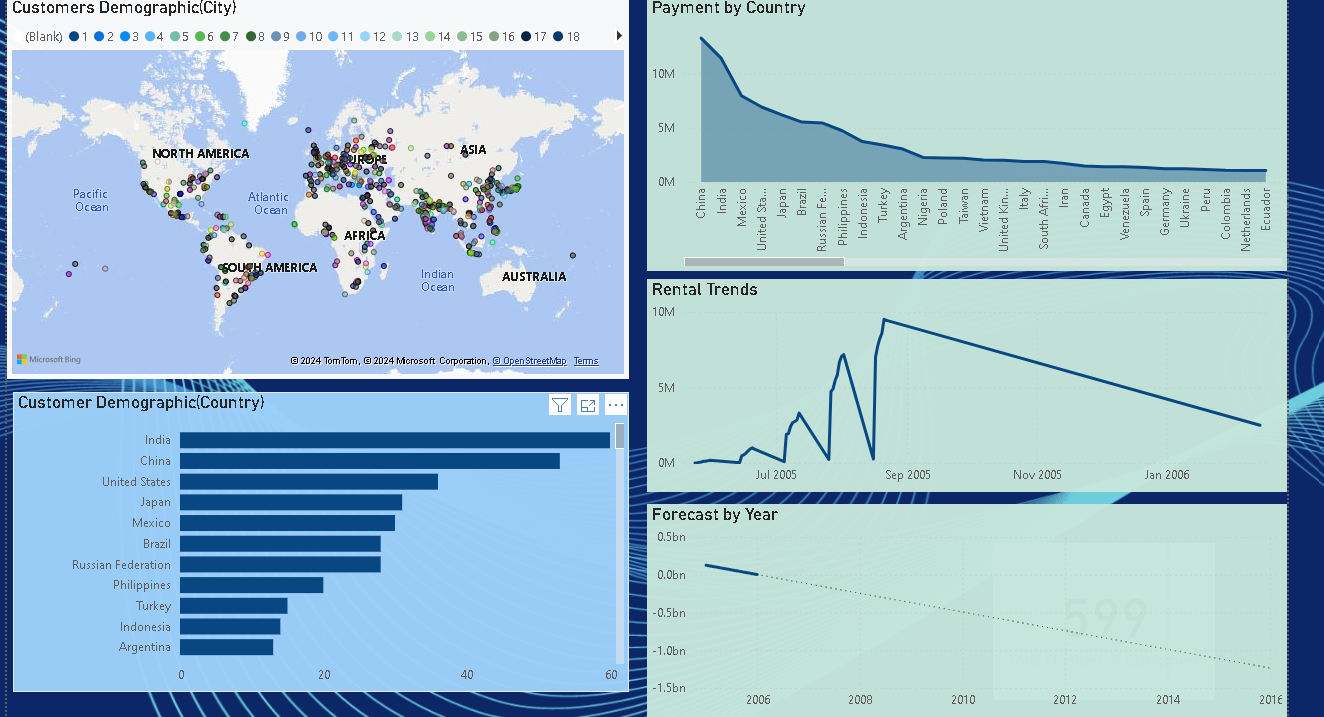 Customers Demographic(City)
(Blank) 1 2 3 4 5 6 7 8 9 10 11 12 13 14 15 16 17 18
NORTH AMERICA
EUROPE
ASIA
Pacific
Ocean
Atlantic
Ocean
AFRICA
SOUTH AMERICA
Indian
Ocean
AUSTRALIA
Microsoft Bing
© 2024 TomTom, © 2024 Microsoft Corporation, © OpenStreetMap Terms
Customer Demographic(Country)
India
China
United States
Japan
Mexico
Brazil
Russian Federation
Philippines
Turkey
Indonesia
Argentina
0 20 40 60
Payment by Country
10M
5M
0M
China
India
Mexico
United Sta...
Japan
Brazil
Russian Fe...
Philippines
Indonesia
Turkey
Argentina
Nigeria
Poland
Taiwan
Vietnam
United Kin...
Italy
South Afri...
Iran
Canada
Egypt
Venezuela
Spain
Germany
Ukraine
Peru
Colombia
Netherlands
Ecuador
Rental Trends
10M
5M
0M
Jul 2005 Sep 2005 Nov 2005 Jan 2006
Forecast by Year
0.5bn
0.0bn
-0.5bn
-1.0bn
-1.5bn
599
2006 2008 2010 2012 2014 2016